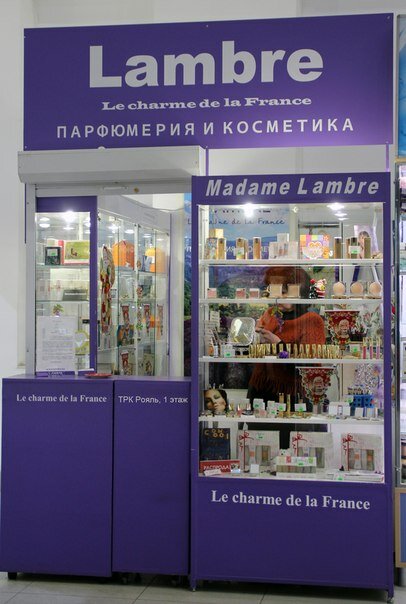 Lambre
Le charme de la France
ПАРФЮМЕРИЯ И КОСМЕТИКА
Madame Lambre
Le charme de la France
ТРК Рояль, 1 этаж
РАСПРОДА
Le charme de la France